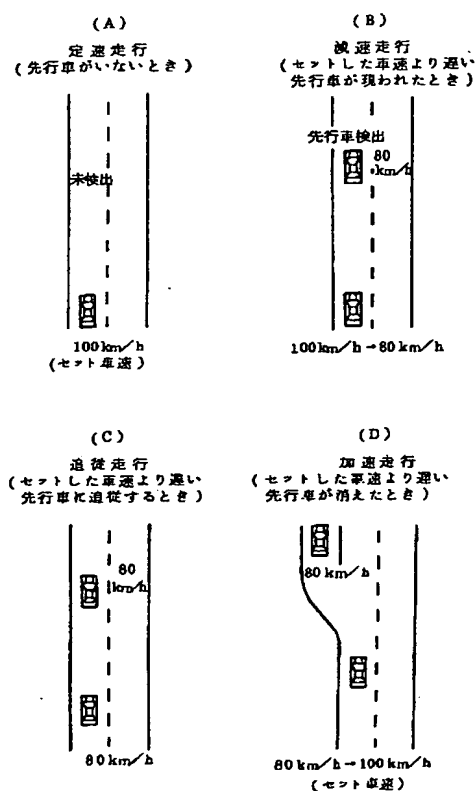 (A)
定速走行
(先行車がいないとき)
未検出
100km/h
(セット車速)
(B)
減速走行
(セットした車速より遅い
先行車が現われたとき)
先行車検出
80
km/h
100km/h→80km/h
(C)
追従走行
(セットした車速より遅い
先行車に追従するとき)
80
km/h
80km/h
(D)
加速走行
(セットした車速より遅い
先行車が消えたとき)
80km/h
80km/h→100km/h
(セット車速)